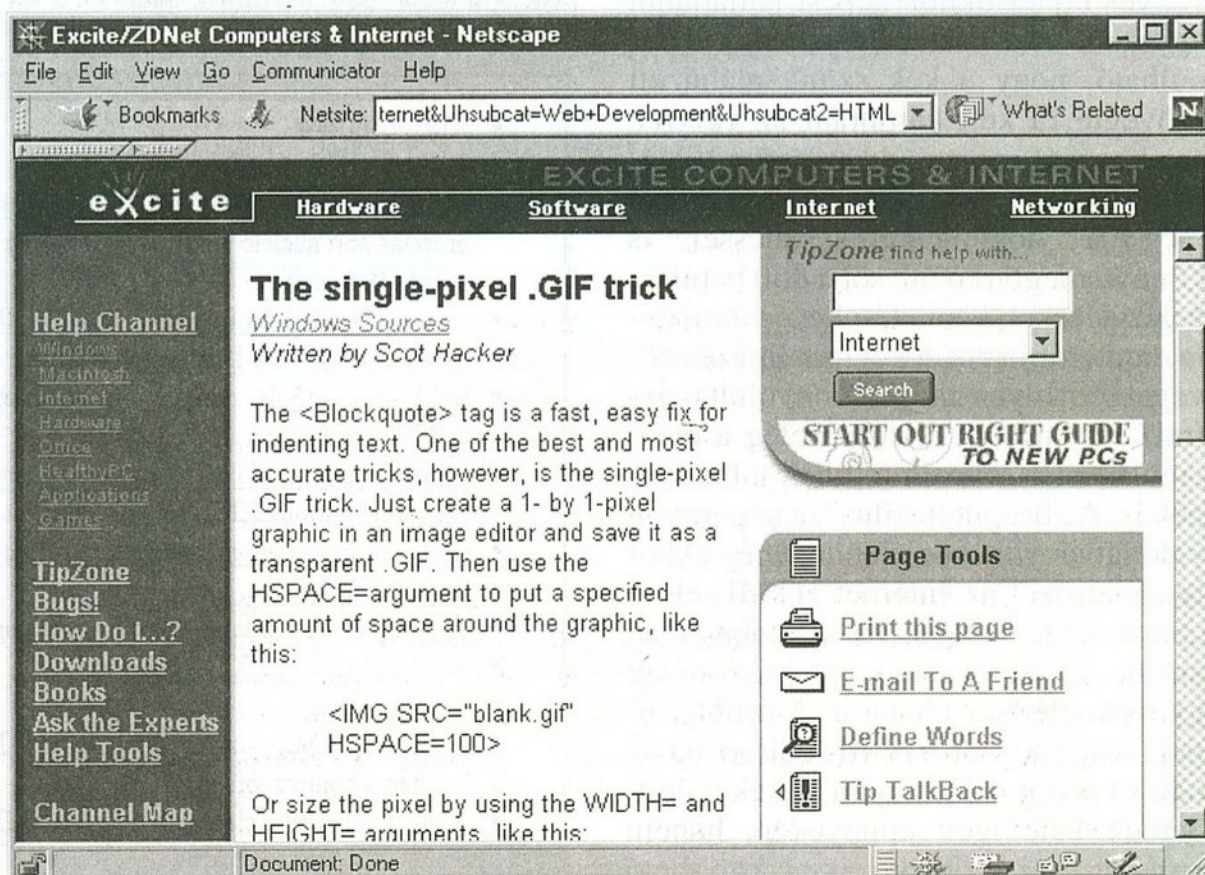 Excite/ZDNet Computers & Internet - Netscape
File Edit View Go Communicator Help
Bookmarks Netsite: ternet&Uhsubcat=Web+Development&Uhsubcat2=HTML What's Related N
EXCITE COMPUTERS & INTERNET
excite Hardware Software Internet Networking
Help Channel
Windows
Macintosh
Internet
Hardware
Office
HealthyPC
Applications
Games
TipZone
Bugs!
How Do I...?
Downloads
Books
Ask the Experts
Help Tools
Channel Map
The single-pixel .GIF trick
Windows Sources
Written by Scot Hacker
The <Blockquote> tag is a fast, easy fix for
indenting text. One of the best and most
accurate tricks, however, is the single-pixel
.GIF trick. Just create a 1- by 1-pixel
graphic in an image editor and save it as a
transparent .GIF. Then use the
HSPACE=argument to put a specified
amount of space around the graphic, like
this:
<IMG SRC="blank.gif"
HSPACE=100>
Or size the pixel by using the WIDTH= and
HEIGHT= arguments, like this:
TipZone find help with...
Internet
Search
START OUT RIGHT GUIDE
TO NEW PCs
Page Tools
Print this page
E-mail To A Friend
Define Words
Tip TalkBack
Document: Done